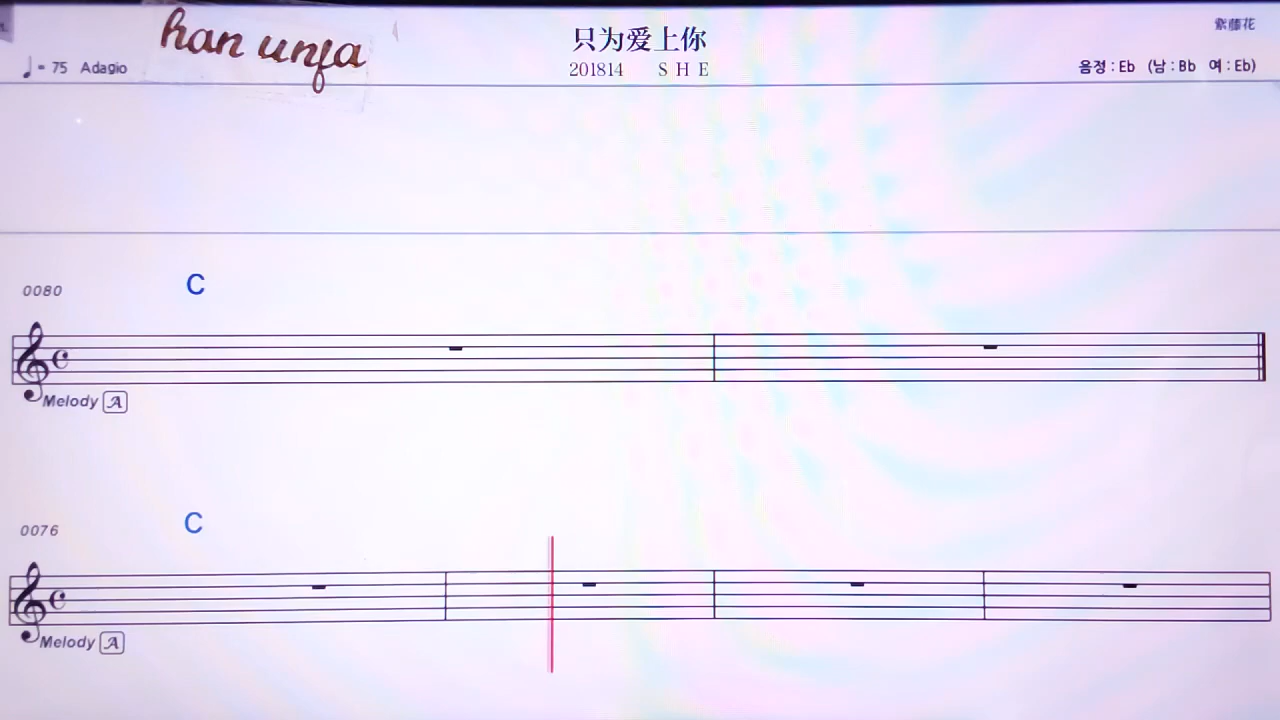 han unfa
只为爱上你
紫藤花
♩= 75 Adagio
201814 S H E
음정 : Eb (남 : Bb 여 : Eb)
0080
C
Melody A
0076
C
Melody A